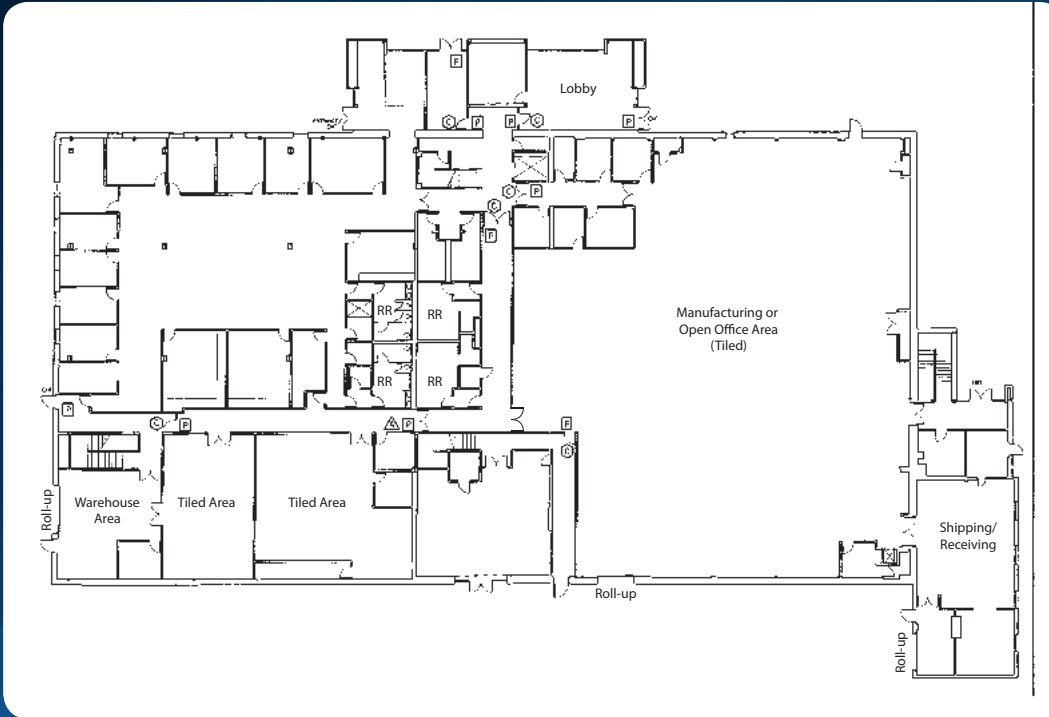 F
Lobby
C
P
P
C
P
C
P
C
F
Manufacturing or
Open Office Area
(Tiled)
RR
RR
RR
RR
P
C
P
P
F
C
Roll-up
Warehouse
Area
Tiled Area
Tiled Area
Shipping/
Receiving
Roll-up
Roll-up